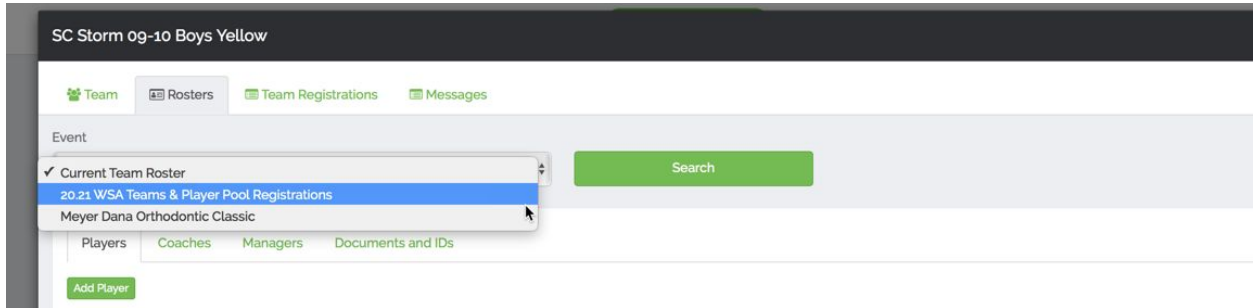 SC Storm 09-10 Boys Yellow
Team Rosters Team Registrations Messages
Event
✓ Current Team Roster
Search
20.21 WSA Teams & Player Pool Registrations
Meyer Dana Orthodontic Classic
Players Coaches Managers Documents and IDs
Add Player